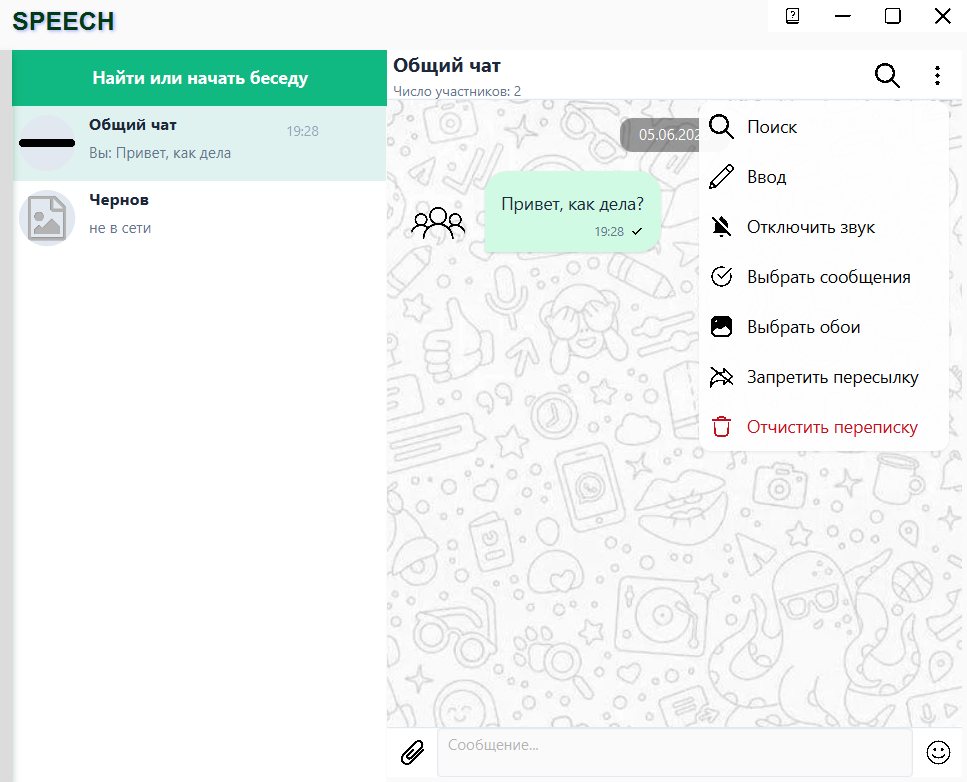 SPEECH
Найти или начать беседу
Общий чат
19:28
Вы: Привет, как дела
Чернов
не в сети
Общий чат
Число участников: 2
05.06.202
Привет, как дела?
19:28
Поиск
Ввод
Отключить звук
Выбрать сообщения
Выбрать обои
Запретить пересылку
Отчистить переписку
Сообщение...